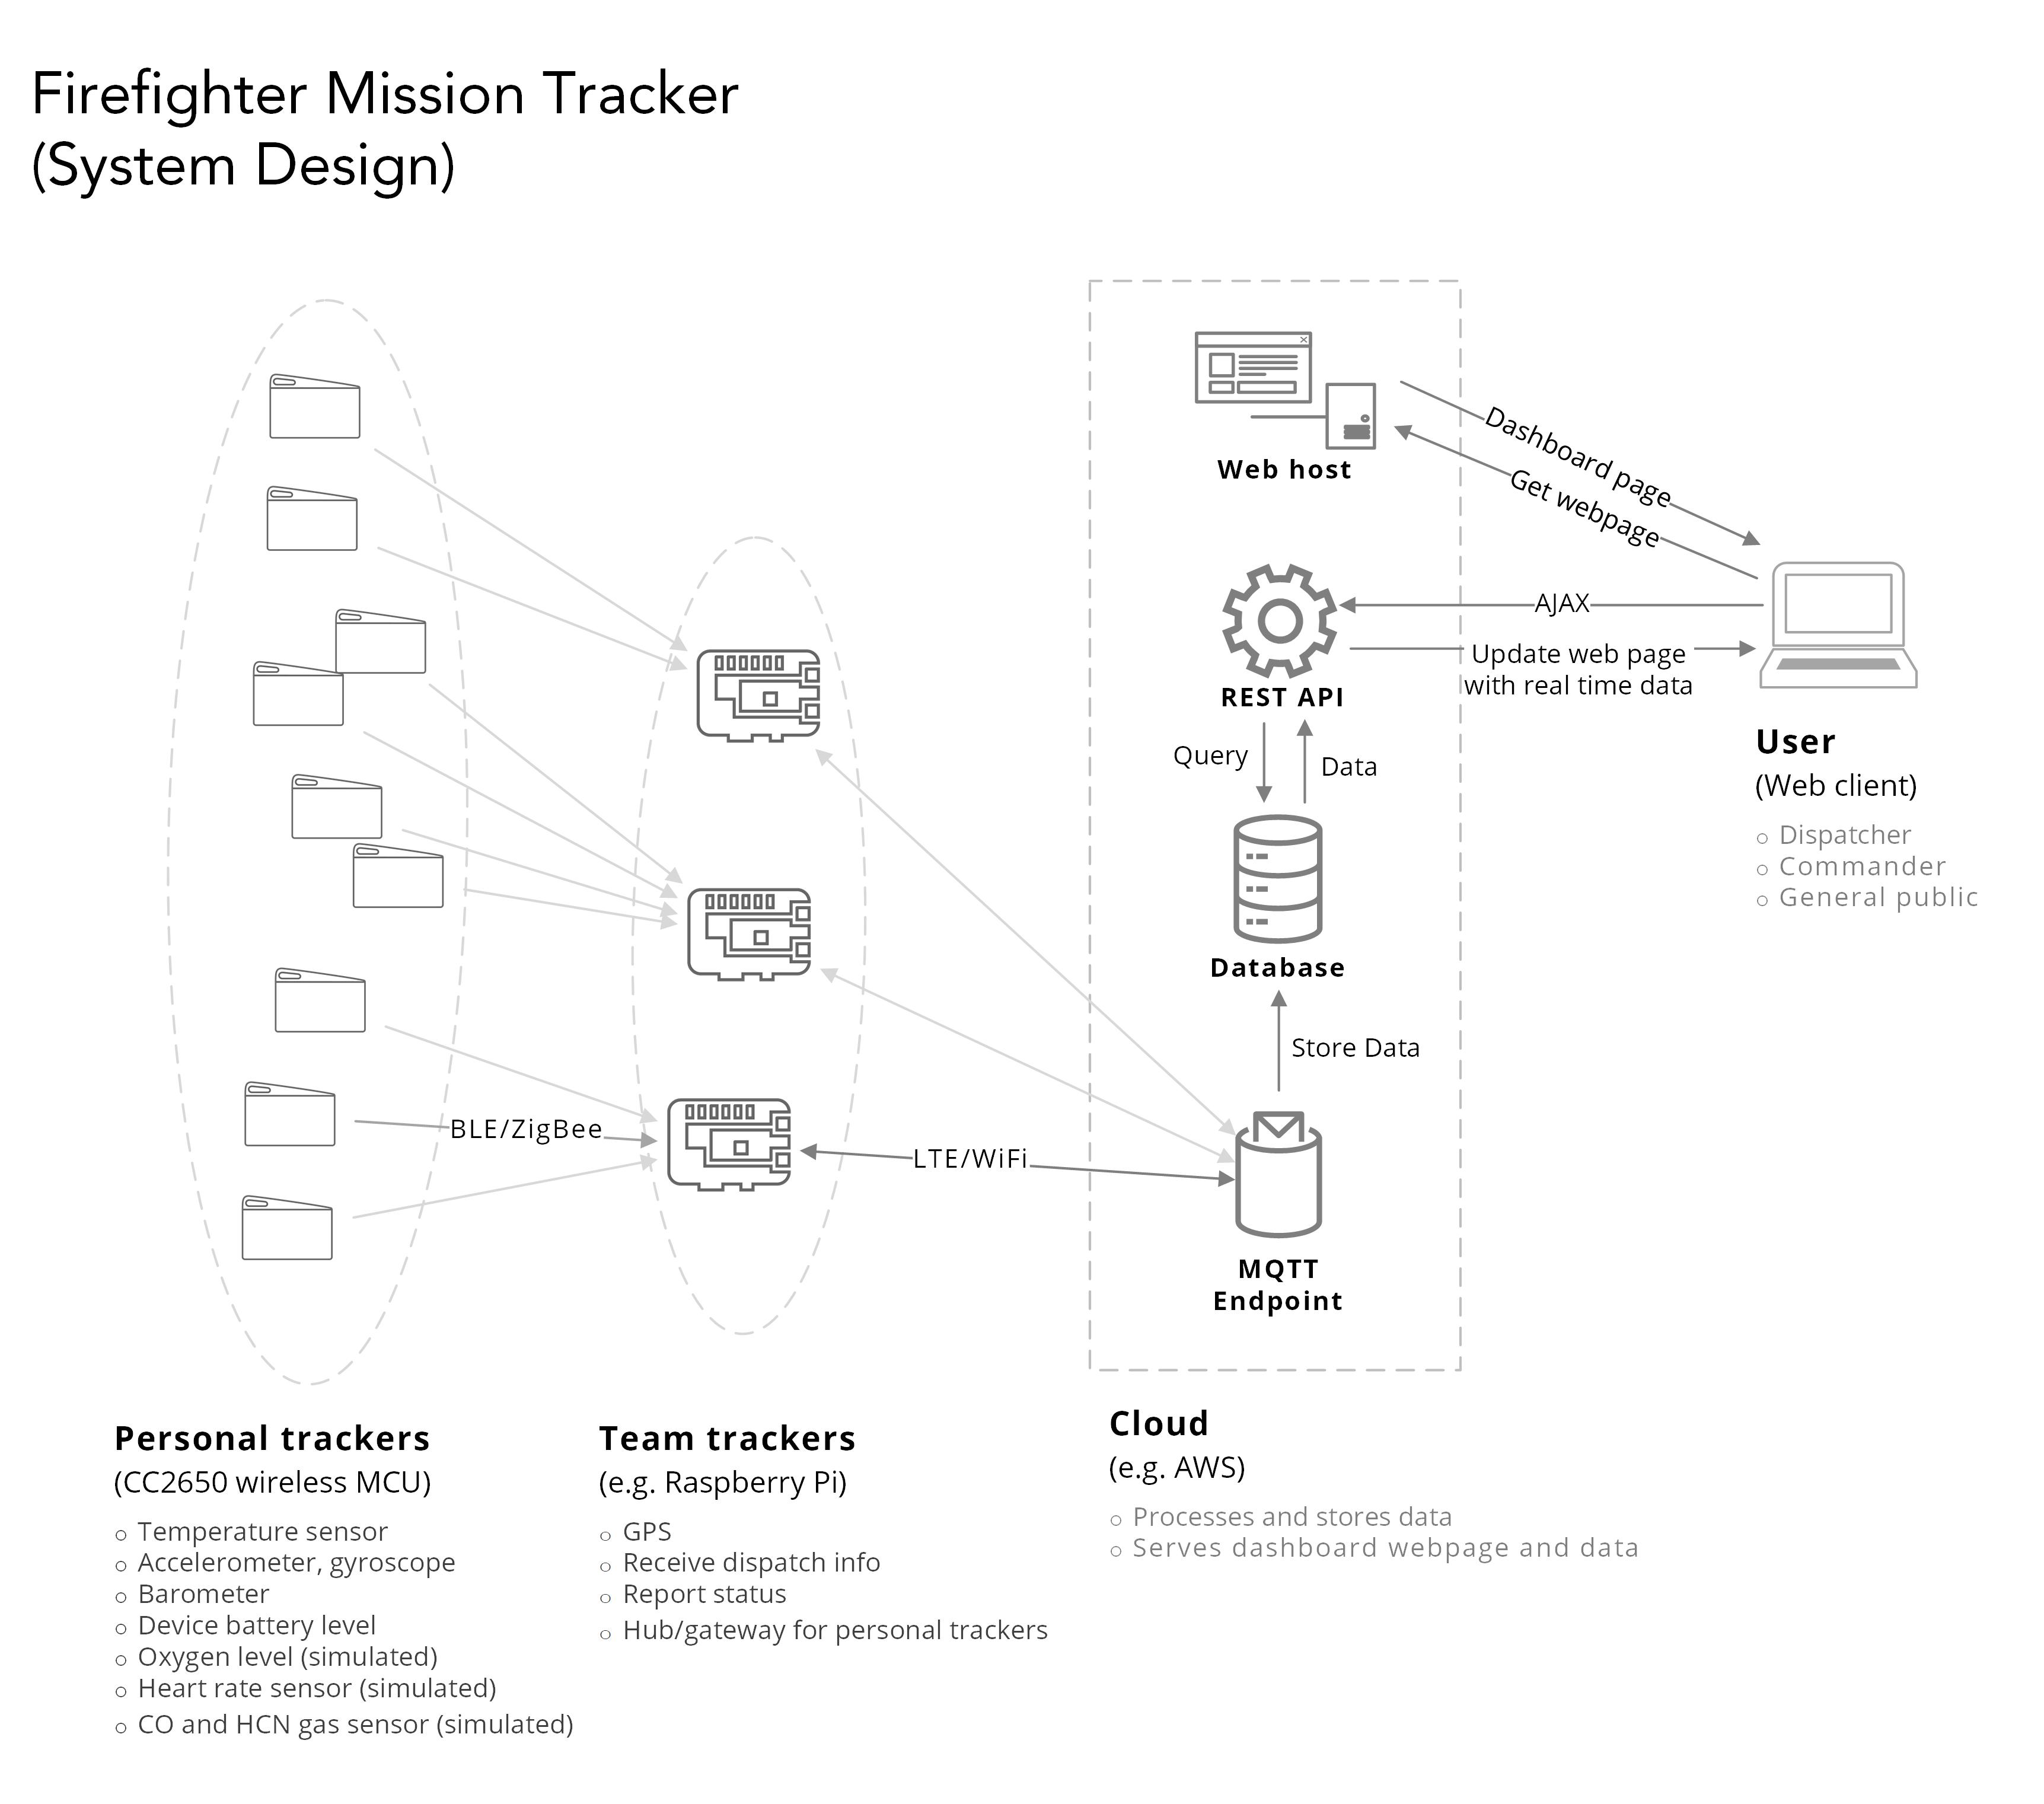 Firefighter Mission Tracker
(System Design)
Web host
Dashboard page
Get webpage
REST API
AJAX
Update web page
with real time data
Query
Data
User
(Web client)
○ Dispatcher
○ Commander
○ General public
Database
Store Data
BLE/ZigBee
LTE/WiFi
MQTT
Endpoint
Personal trackers
(CC2650 wireless MCU)
○ Temperature sensor
○ Accelerometer, gyroscope
○ Barometer
○ Device battery level
○ Oxygen level (simulated)
○ Heart rate sensor (simulated)
○ CO and HCN gas sensor (simulated)
Team trackers
(e.g. Raspberry Pi)
○ GPS
○ Receive dispatch info
○ Report status
○ Hub/gateway for personal trackers
Cloud
(e.g. AWS)
○ Processes and stores data
○ Serves dashboard webpage and data